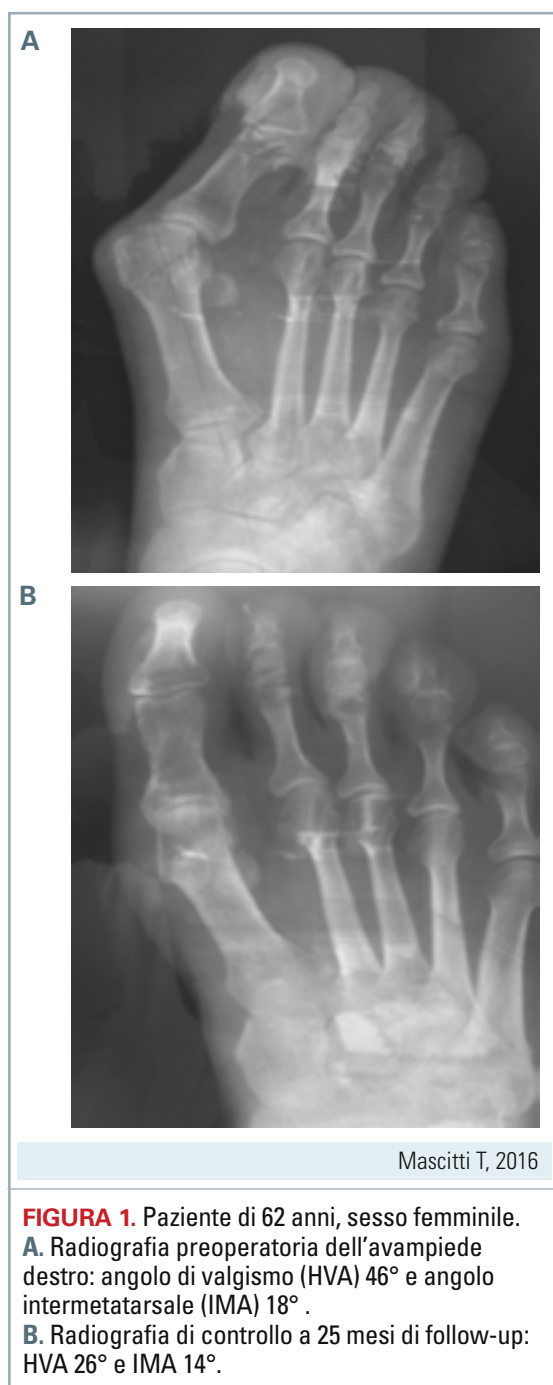 A
B
Mascitti T, 2016
FIGURA 1. Paziente di 62 anni, sesso femminile.
A. Radiografia preoperatoria dell’avampiede
destro: angolo di valgismo (HVA) 46° e angolo
intermetatarsale (IMA) 18° .
B. Radiografia di controllo a 25 mesi di follow-up:
HVA 26° e IMA 14°.